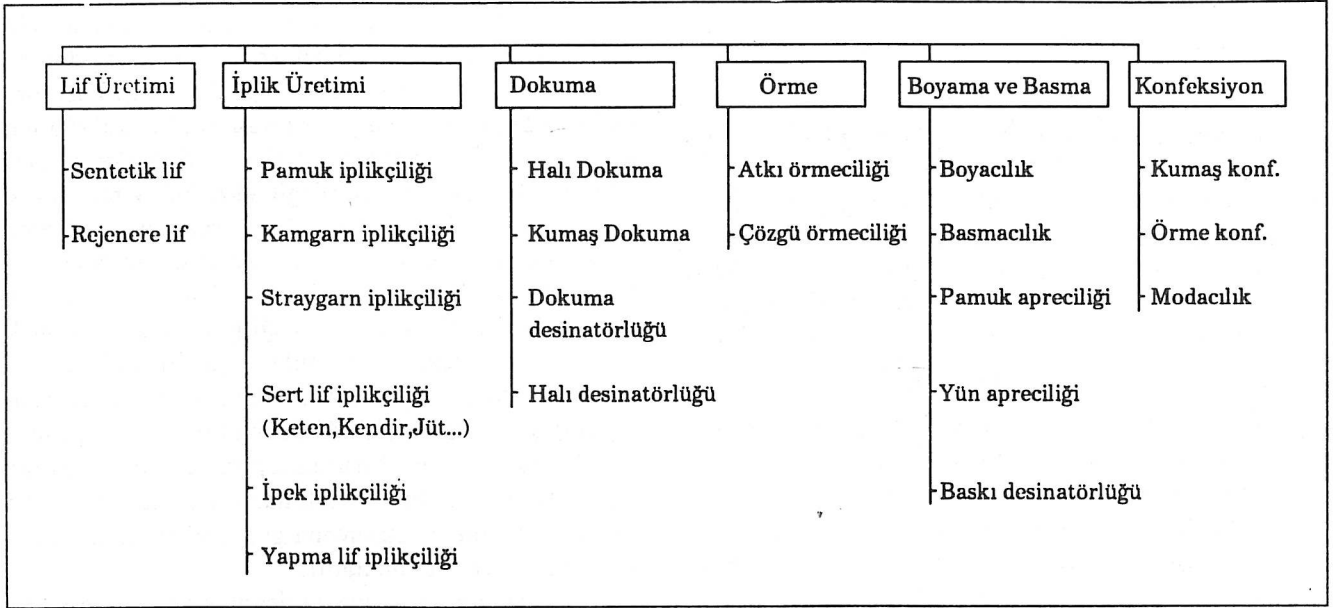 Lif Üretimi
Sentetik lif
Rejenere lif
İplik Üretimi
Pamuk iplikçiliği
Kamgarn iplikçiliği
Straygarn iplikçiliği
Sert lif iplikçiliği
(Keten,Kendir,Jüt...)
İpek iplikçiliği
Yapma lif iplikçiliği
Dokuma
Halı Dokuma
Kumaş Dokuma
Dokuma
desinatörlüğü
Halı desinatörlüğü
Örme
Atkı örmeciliği
Çözgü örmeciliği
Boyama ve Basma
Boyacılık
Basmacılık
Pamuk apreciliği
Yün apreciliği
Baskı desinatörlüğü
Konfeksiyon
Kumaş konf.
Örme konf.
Modacılık